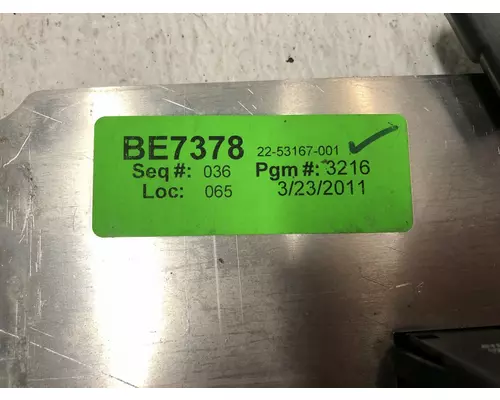 BE7378 22-53167-001
Seq #: 036 Pgm #: 3216
Loc: 065 3/23/2011